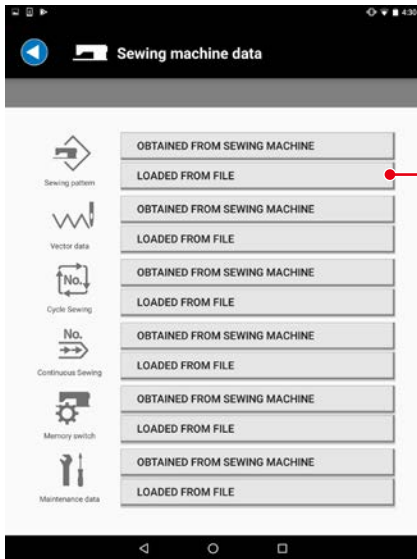 4:30
Sewing machine data
OBTAINED FROM SEWING MACHINE
LOADED FROM FILE
Sewing pattern
OBTAINED FROM SEWING MACHINE
LOADED FROM FILE
Vector data
OBTAINED FROM SEWING MACHINE
No.
LOADED FROM FILE
Cycle Sewing
OBTAINED FROM SEWING MACHINE
No.
LOADED FROM FILE
Continuous Sewing
OBTAINED FROM SEWING MACHINE
LOADED FROM FILE
Memory switch
OBTAINED FROM SEWING MACHINE
LOADED FROM FILE
Maintenance data